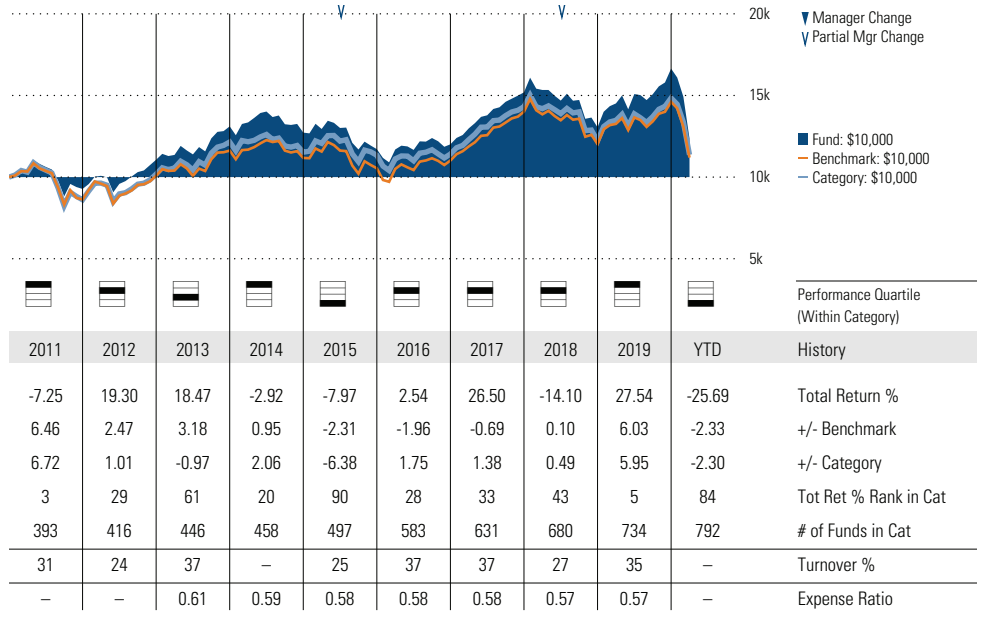 20k
15k
10k
5k
Manager Change
Partial Mgr Change
Fund: $10,000
Benchmark: $10,000
Category: $10,000
Performance Quartile
(Within Category)
2011 2012 2013 2014 2015 2016 2017 2018 2019 YTD History
-7.25 19.30 18.47 -2.92 -7.97 2.54 26.50 -14.10 27.54 -25.69 Total Return %
6.46 2.47 3.18 0.95 -2.31 -1.96 -0.69 0.10 6.03 -2.33 +/- Benchmark
6.72 1.01 -0.97 2.06 -6.38 1.75 1.38 0.49 5.95 -2.30 +/- Category
3 29 61 20 90 28 33 43 5 84 Tot Ret % Rank in Cat
393 416 446 458 497 583 631 680 734 792 # of Funds in Cat
31 24 37 – 25 37 37 27 35 – Turnover %
– – 0.61 0.59 0.58 0.58 0.58 0.57 0.57 – Expense Ratio